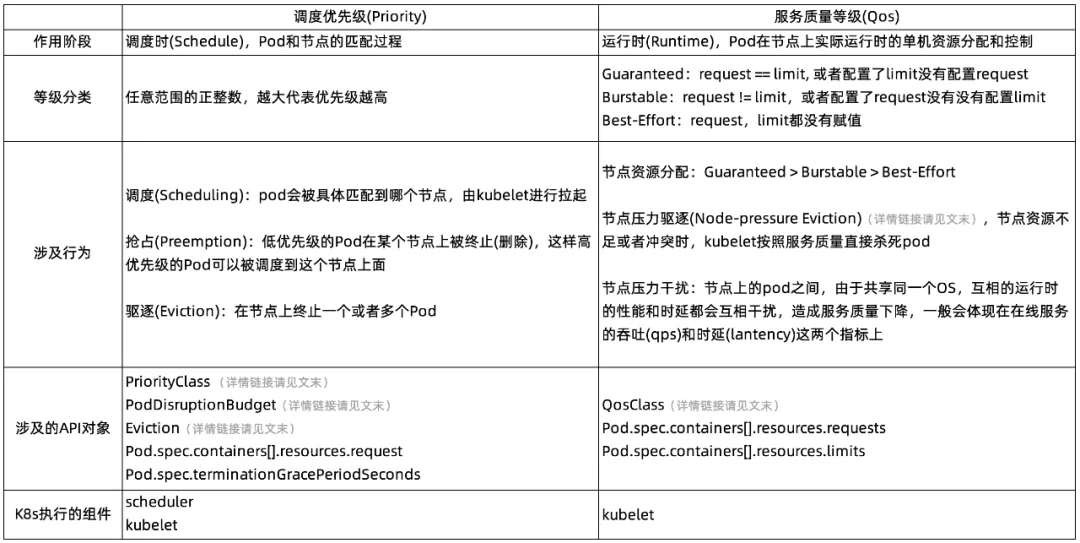 调度优先级(Priority)
服务质量等级(Qos)
作用阶段
调度时(Schedule)，Pod和节点的匹配过程
运行时(Runtime)，Pod在节点上实际运行时的单机资源分配和控制
等级分类
任意范围的正整数，越大代表优先级越高
Guaranteed：request == limit, 或者配置了limit没有配置request
Burstable：request != limit，或者配置了request没有没有配置limit
Best-Effort：request，limit都没有赋值
涉及行为
调度(Scheduling)：pod会被具体匹配到哪个节点，由kubelet进行拉起
抢占(Preemption)：低优先级的Pod在某个节点上被终止(删除)，这样高
优先级的Pod可以被调度到这个节点上面
驱逐(Eviction)：在节点上终止一个或者多个Pod
节点资源分配：Guaranteed > Burstable > Best-Effort
节点压力驱逐(Node-pressure Eviction)（详情链接请见文末），节点资源不
足或者冲突时，kubelet按照服务质量直接杀死pod
节点压力干扰：节点上的pod之间，由于共享同一个OS，互相的运行时
的性能和时延都会互相干扰，造成服务质量下降，一般会体现在在线服务
的吞吐(qps)和时延(lantency)这两个指标上
涉及的API对象
PriorityClass（详情链接请见文末）
PodDisruptionBudget（详情链接请见文末）
Eviction（详情链接请见文末）
Pod.spec.containers[].resources.request
Pod.spec.terminationGracePeriodSeconds
QosClass（详情链接请见文末）
Pod.spec.containers[].resources.requests
Pod.spec.containers[].resources.limits
K8s执行的组件
scheduler
kubelet
kubelet